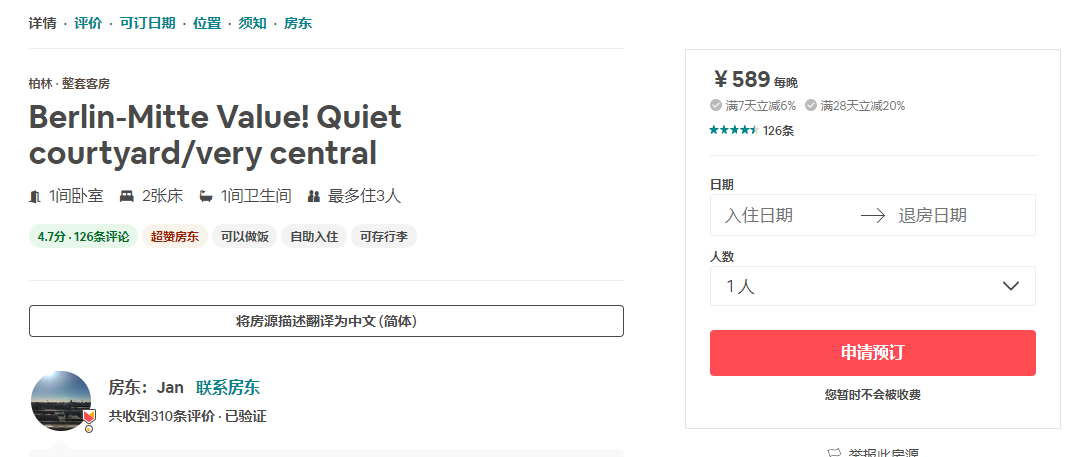 详情 · 评价 · 可订日期 · 位置 · 须知 · 房东
柏林 · 整套客房
Berlin-Mitte Value! Quiet
courtyard/very central
1间卧室 2张床 1间卫生间 最多住3人
4.7分 · 126条评论 超赞房东 可以做饭 自助入住 可存行李
将房源描述翻译为中文 (简体)
房东：Jan 联系房东
共收到310条评价 · 已验证
￥589 每晚
满7天立减6% 满28天立减20%
126条
日期
入住日期 退房日期
人数
1 人
申请预订
您暂时不会被收费
举报此房源